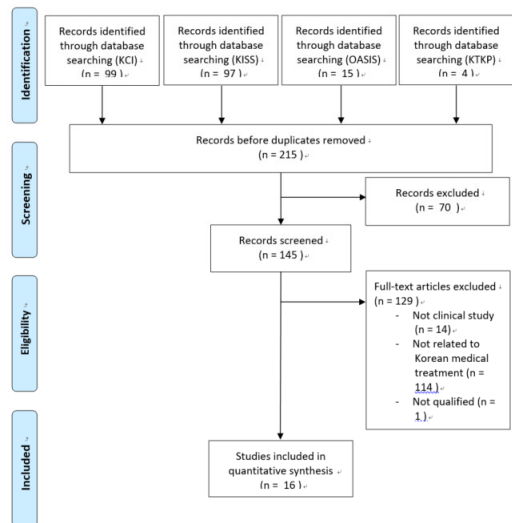 Identification
Records identified
through database
searching (KCI)
(n = 99)
Records identified
through database
searching (KISS)
(n = 97)
Records identified
through database
searching (OASIS)
(n = 15)
Records identified
through database
searching (KTKP)
(n = 4)
Records before duplicates removed
(n = 215 )
Screening
Records excluded
(n = 70 )
Records screened
(n = 145 )
Eligibility
Full-text articles excluded
(n = 129 )
- Not clinical study
(n = 14)
- Not related to
Korean medical
treatment (n =
114 )
- Not qualified (n =
1 )
Included
Studies included in
quantitative synthesis
(n = 16 )